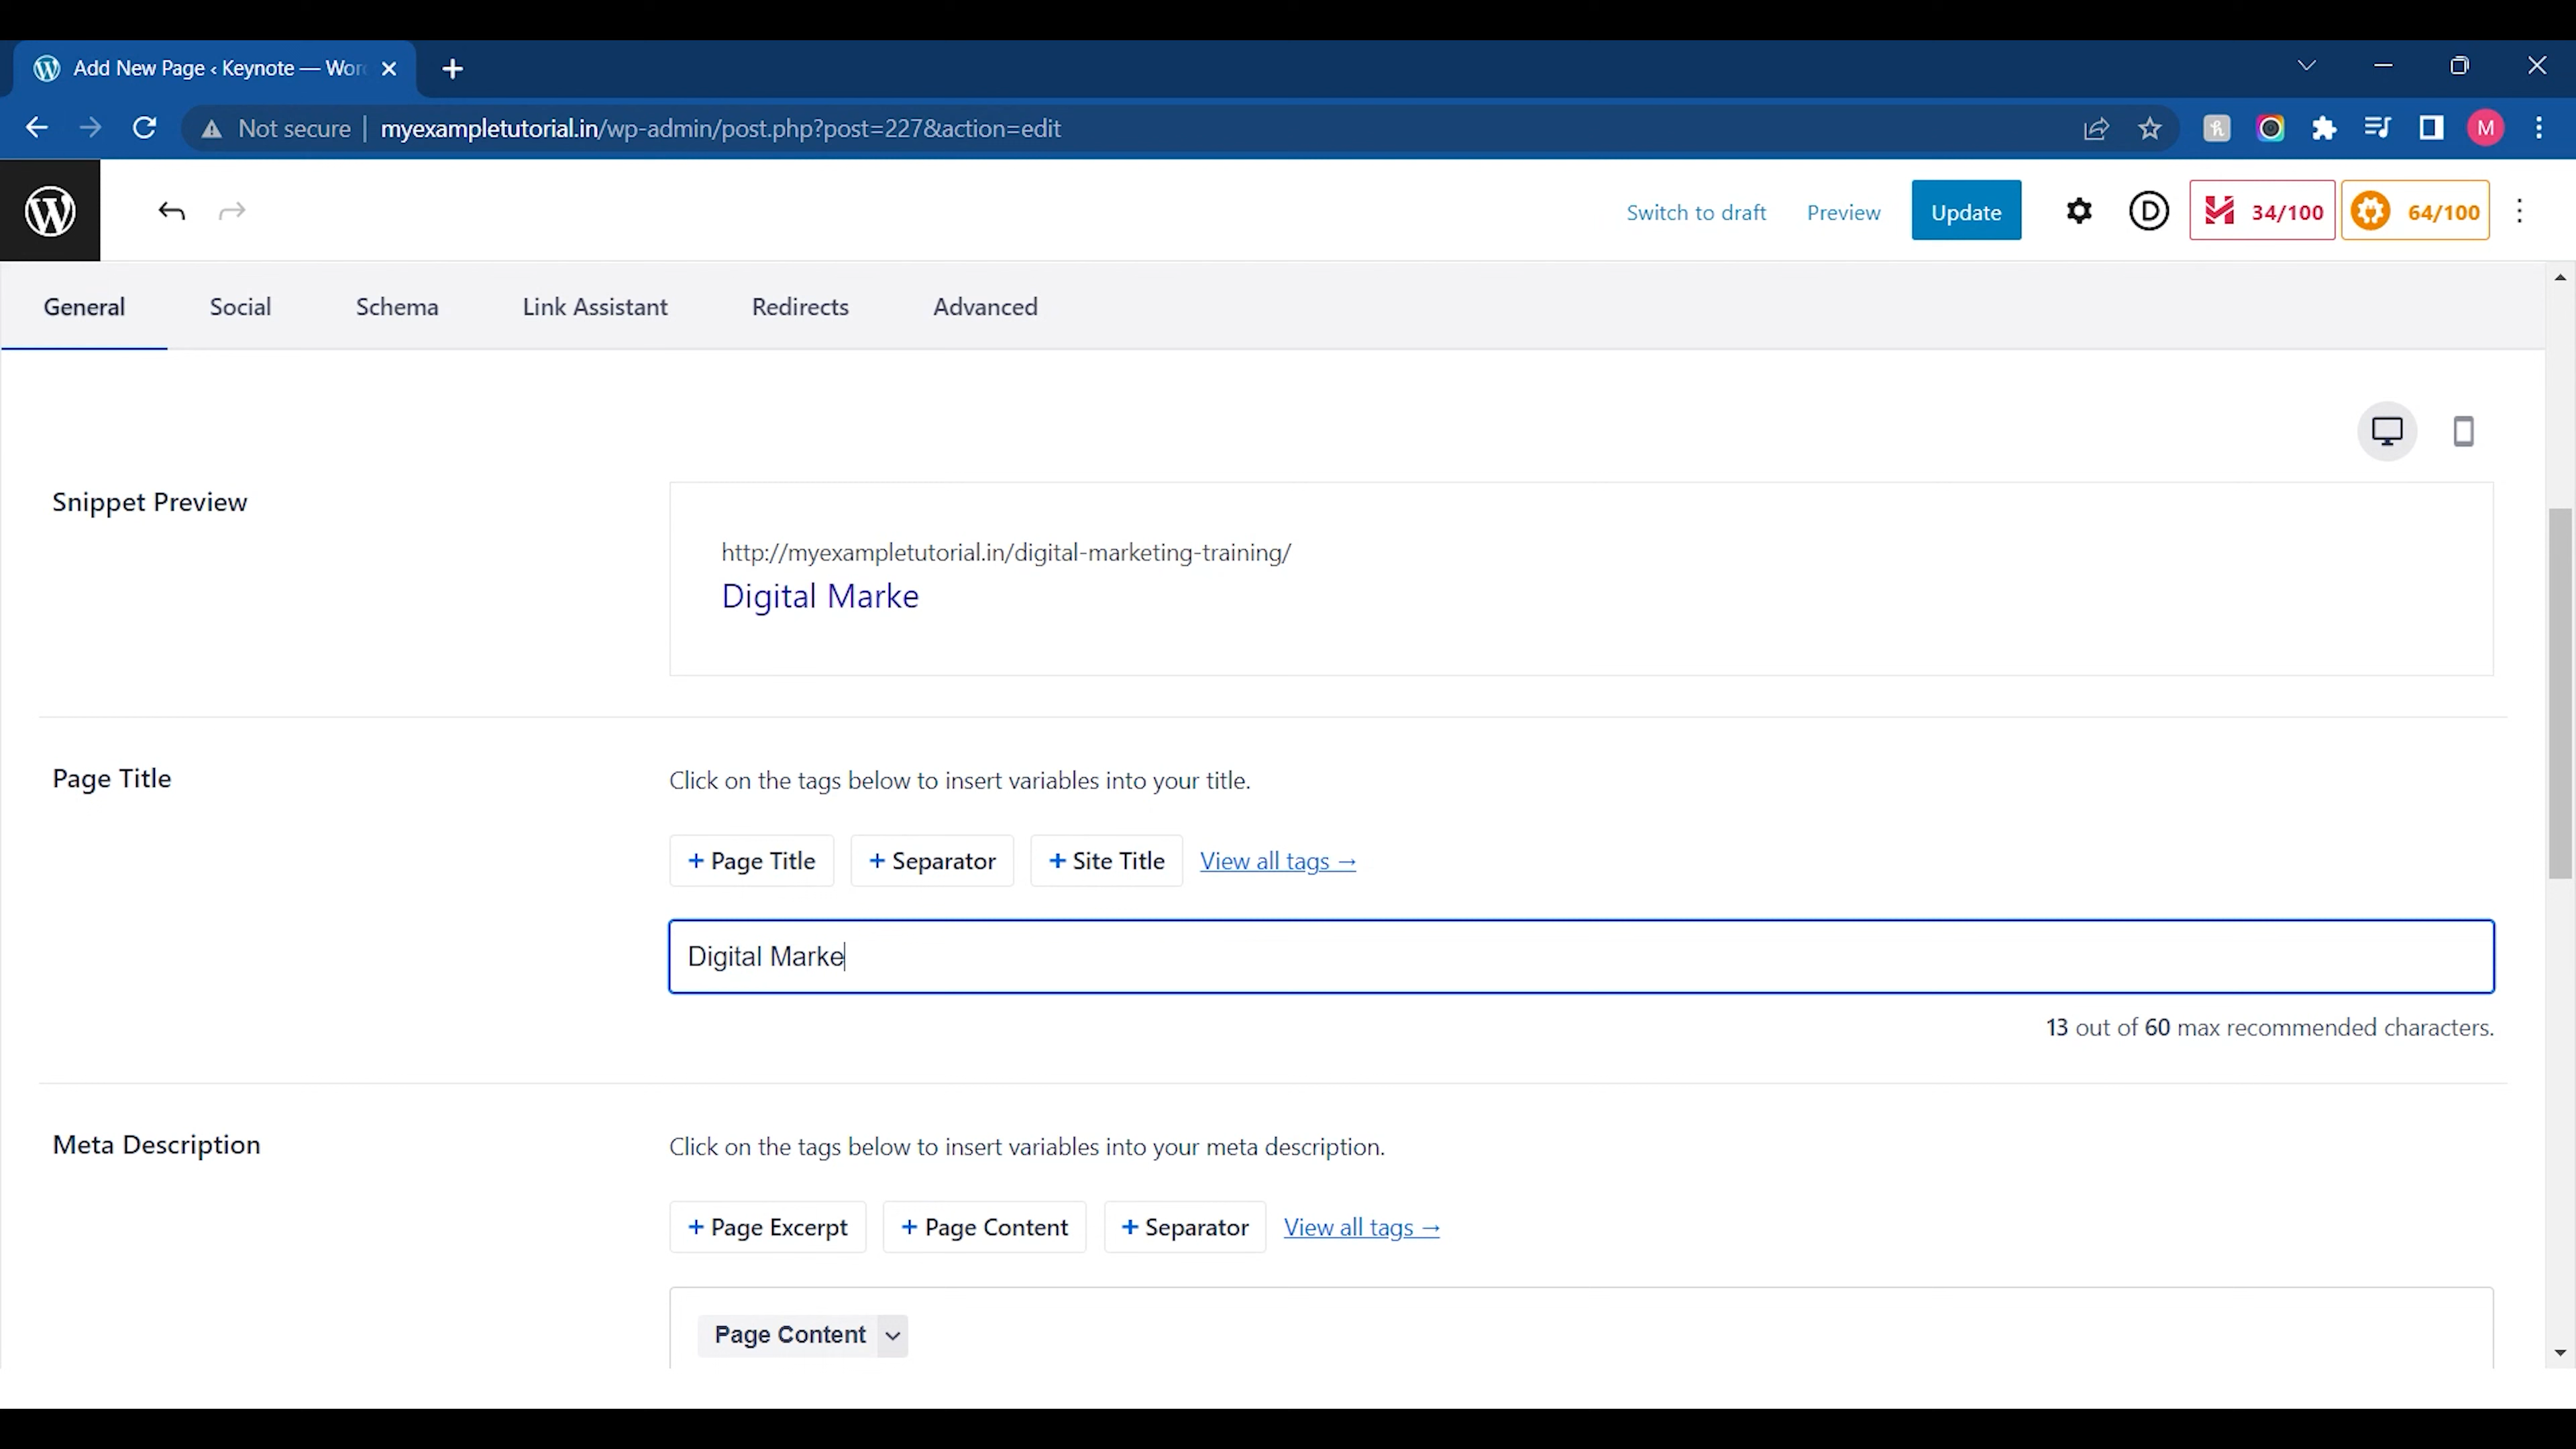 Add New Page ‹ Keynote — Wor
Not secure | myexampletutorial.in/wp-admin/post.php?post=227&action=edit
M
Switch to draft
Preview
Update
34/100
64/100
General
Social
Schema
Link Assistant
Redirects
Advanced
Snippet Preview
http://myexampletutorial.in/digital-marketing-training/
Digital Marke
Page Title
Click on the tags below to insert variables into your title.
+ Page Title
+ Separator
+ Site Title
View all tags →
Digital Marke
13 out of 60 max recommended characters.
Meta Description
Click on the tags below to insert variables into your meta description.
+ Page Excerpt
+ Page Content
+ Separator
View all tags →
Page Content